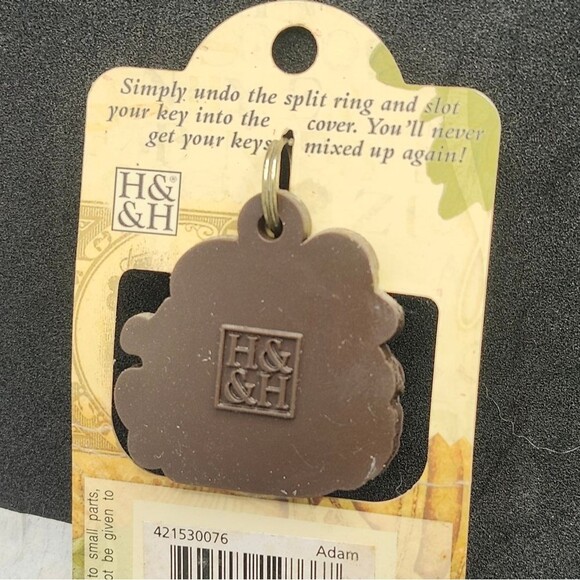 Simply undo the split ring and slot
your key into the cover. You'll never
get your keys mixed up again!
H&®
&H
H&
&H
to small parts,
ot be given to
421530076 Adam